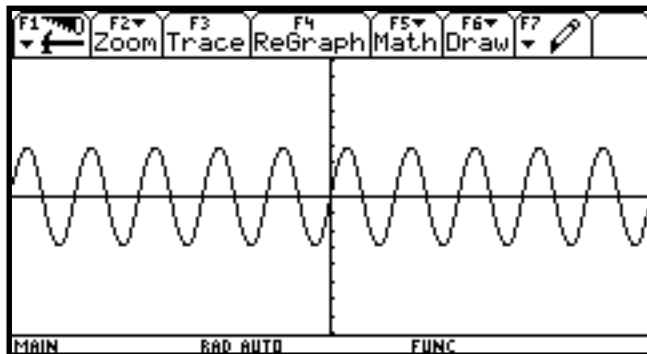 F1▼ F2▼ F3 F4 F5▼ F6▼ F7▼
Zoom Trace ReGraph Math Draw
MAIN RAD AUTO FUNC